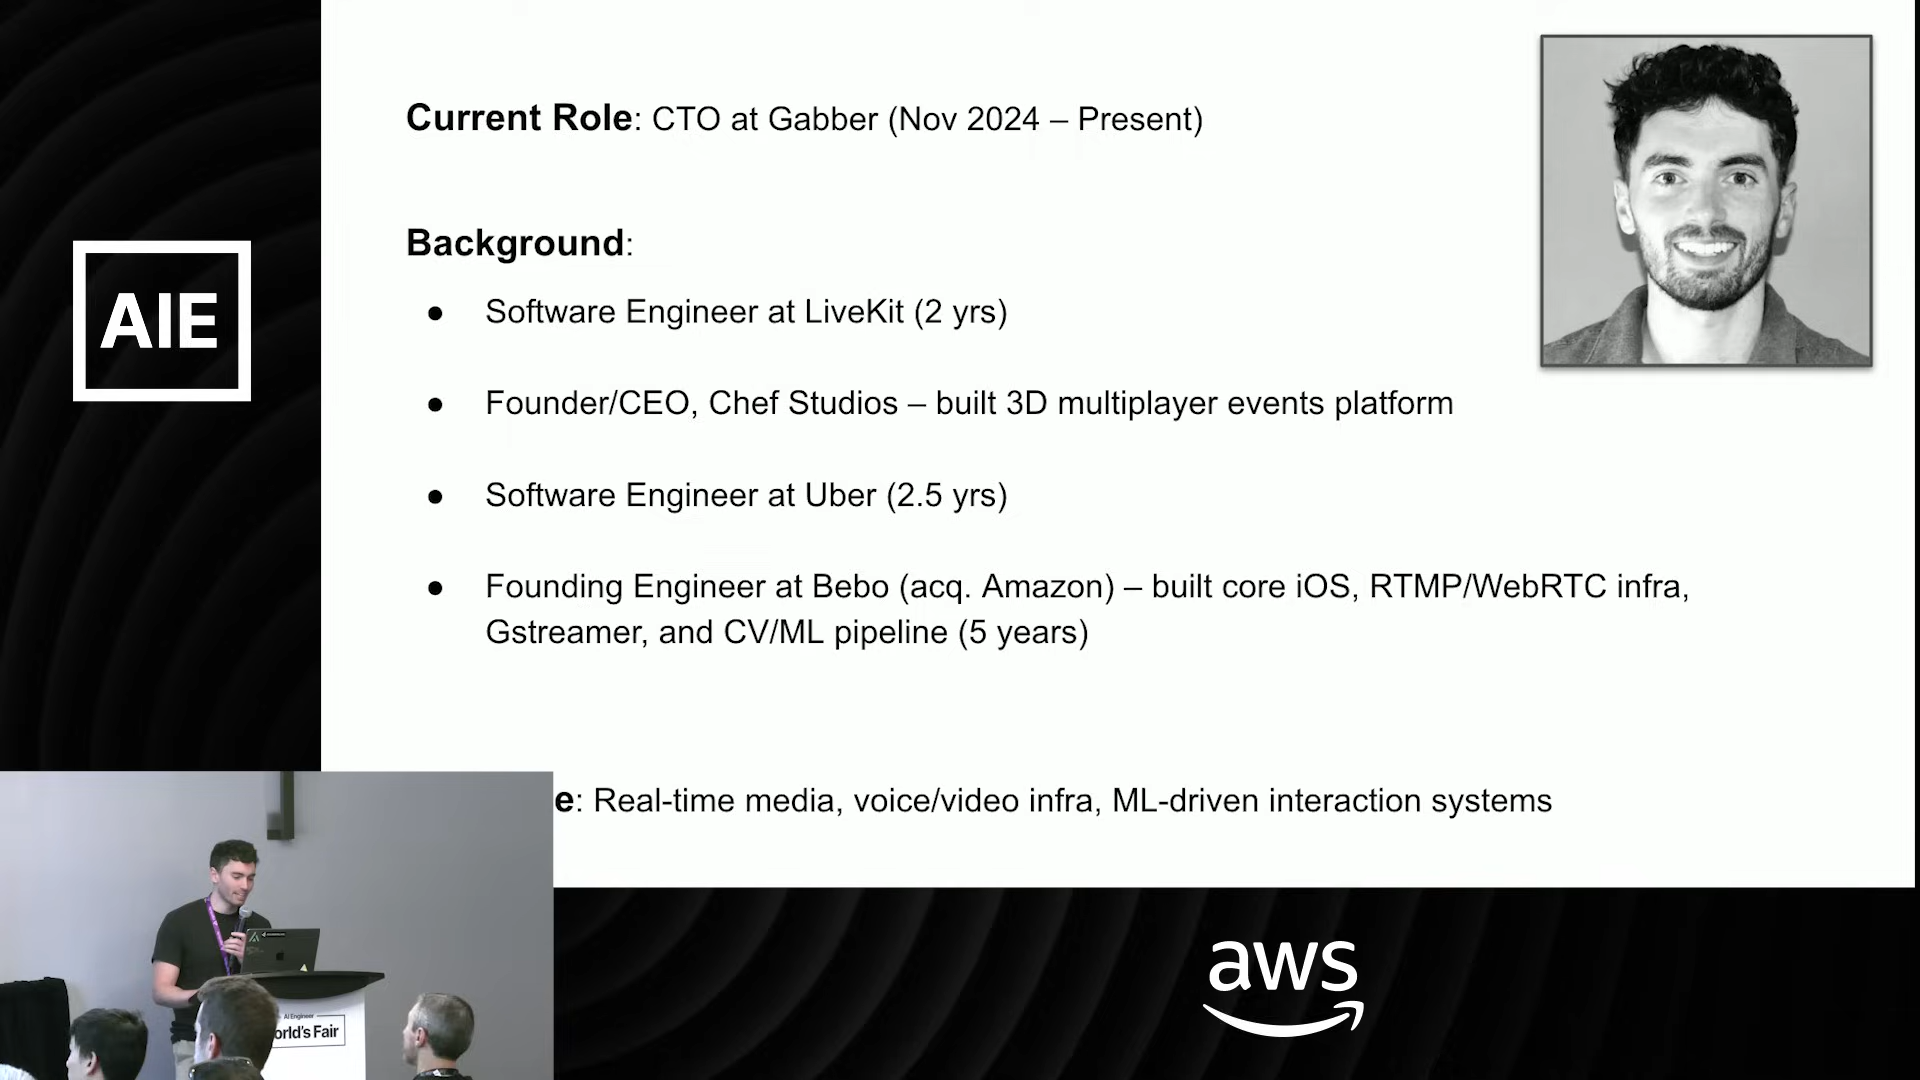 Current Role: CTO at Gabber (Nov 2024 – Present)
Background:
● Software Engineer at LiveKit (2 yrs)
● Founder/CEO, Chef Studios – built 3D multiplayer events platform
● Software Engineer at Uber (2.5 yrs)
● Founding Engineer at Bebo (acq. Amazon) – built core iOS, RTMP/WebRTC infra,
Gstreamer, and CV/ML pipeline (5 years)
e: Real-time media, voice/video infra, ML-driven interaction systems
AIE
AI Engineer
orld's Fair
aws